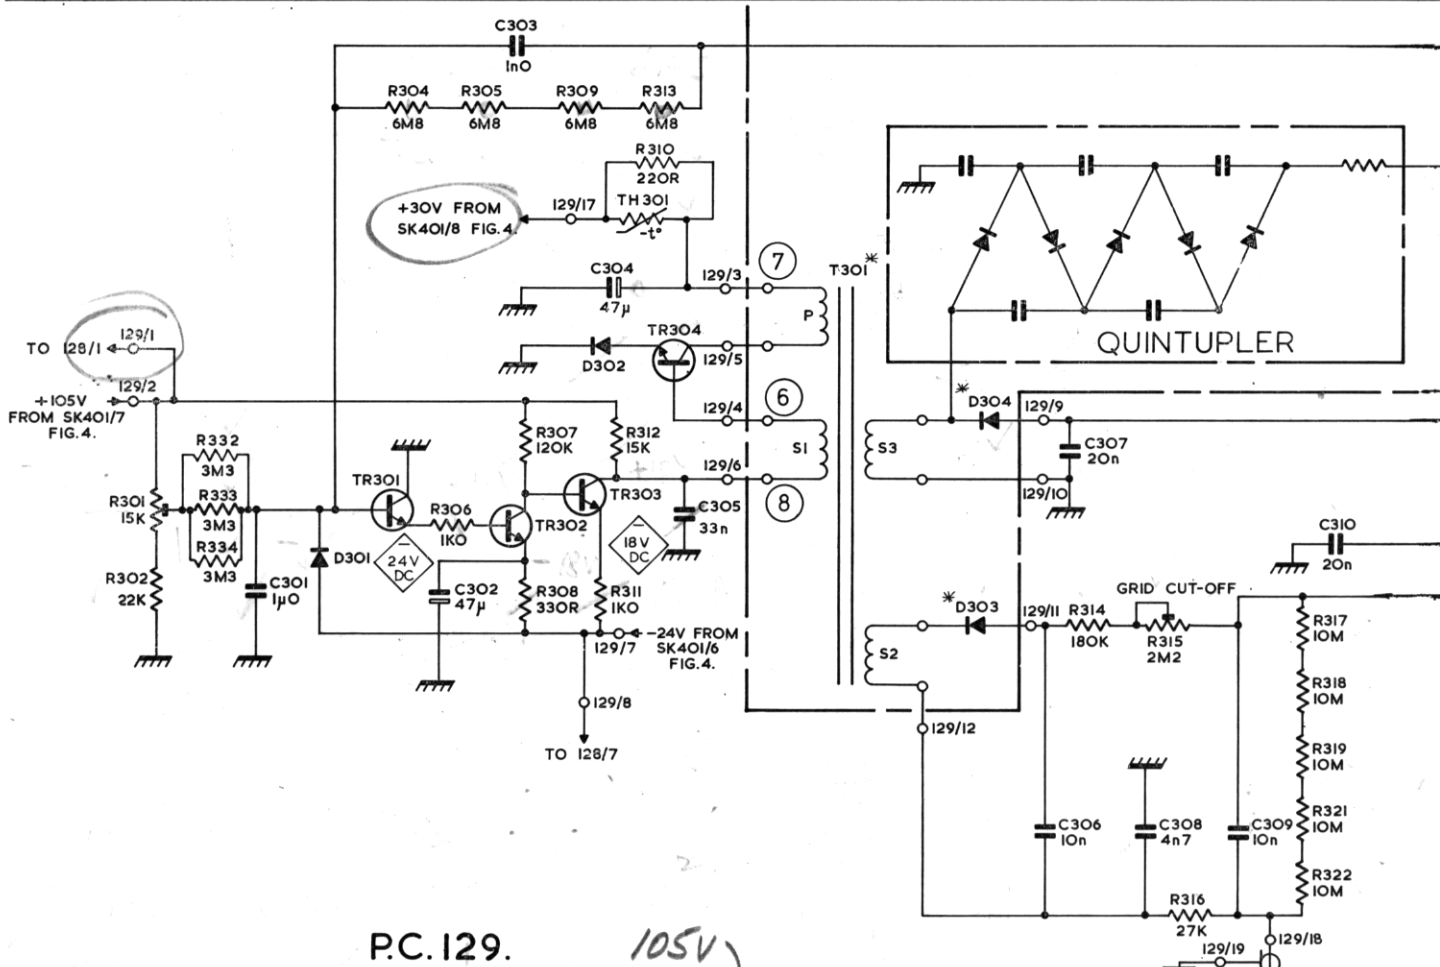 C303
1n0
R304 R305 R309 R313
6M8 6M8 6M8 6M8
R310
220R
+30V FROM
SK401/8 FIG.4.
129/17
TH301
-t°
C304
47µ
129/3
7
T301*
P
TR304
D302
129/5
QUINTUPLER
TO 128/1
129/1
129/2
+105V
FROM SK401/7
FIG.4.
129/4
6
*
D304
129/9
R332
3M3
R307
120K
R312
15K
S1
S3
C307
20n
R301
15K
R333
3M3
TR301
R306
1K0
TR302
TR303
129/6
8
129/10
C305
33n
R334
3M3
D301
–
24V
DC
–
18V
DC
C310
20n
R302
22K
C301
1µ0
C302
47µ
R308
330R
R311
1K0
*
D303
129/11
R314
180K
GRID CUT-OFF
R315
2M2
R317
10M
129/7
-24V FROM
SK401/6
FIG.4.
S2
R318
10M
129/8
TO 128/7
129/12
R319
10M
C306
10n
C308
4n7
C309
10n
R321
10M
R322
10M
R316
27K
P.C.129.
105V
129/19
129/18